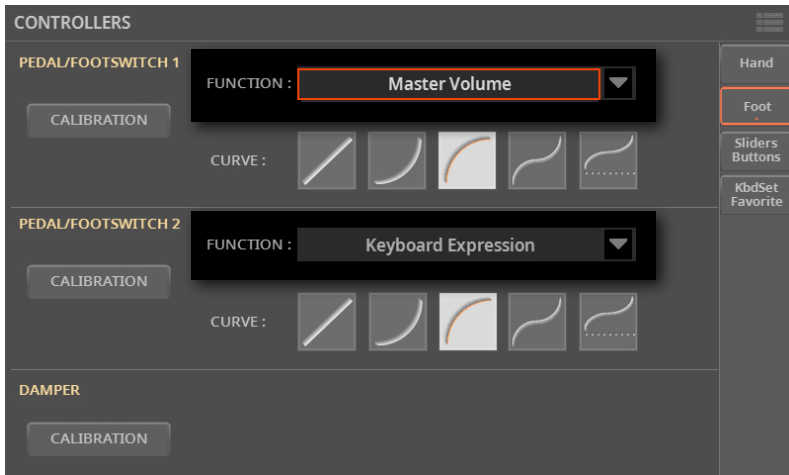 CONTROLLERS
PEDAL/FOOTSWITCH 1
FUNCTION : Master Volume
CALIBRATION
CURVE :
PEDAL/FOOTSWITCH 2
FUNCTION : Keyboard Expression
CALIBRATION
CURVE :
DAMPER
CALIBRATION
Hand
Foot
Sliders
Buttons
KbdSet
Favorite